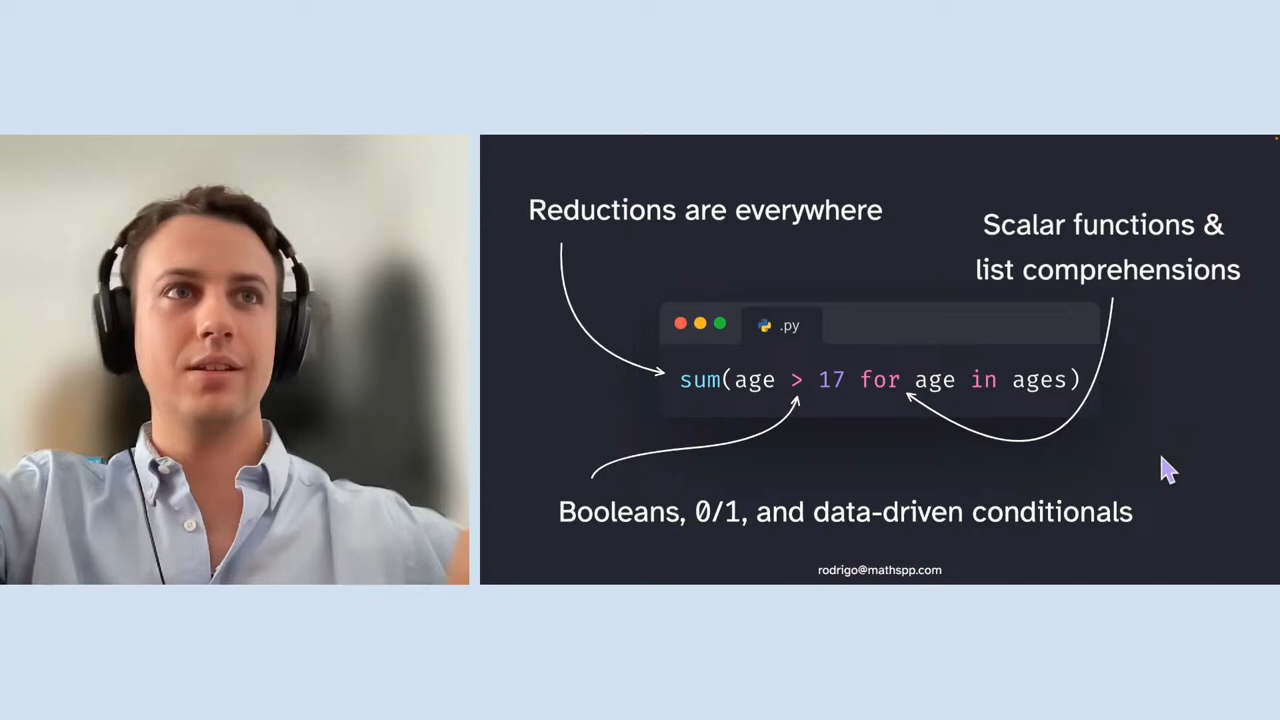 Reductions are everywhere
Scalar functions &
list comprehensions
.py
sum(age > 17 for age in ages)
Booleans, 0/1, and data-driven conditionals
rodrigo@mathspp.com